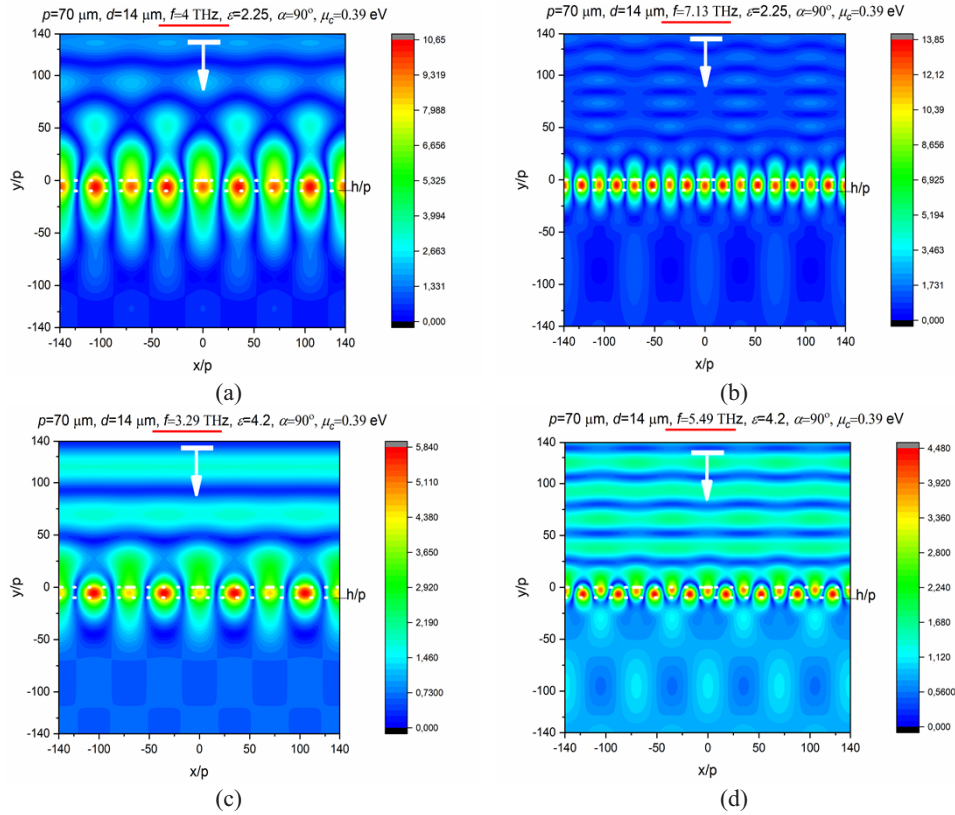 p=70 μm, d=14 μm, f=4 THz, ε=2.25, α=90°, μc=0.39 eV
140
100
50
0
-50
-100
-140
y/p
-140 -100 -50 0 50 100 140
x/p
h/p
10,65
9,319
7,988
6,656
5,325
3,994
2,663
1,331
0,000
(a)
p=70 μm, d=14 μm, f=7.13 THz, ε=2.25, α=90°, μc=0.39 eV
140
100
50
0
-50
-100
-140
y/p
-140 -100 -50 0 50 100 140
x/p
h/p
13,85
12,12
10,39
8,656
6,925
5,194
3,463
1,731
0,000
(b)
p=70 μm, d=14 μm, f=3.29 THz, ε=4.2, α=90°, μc=0.39 eV
140
100
50
0
-50
-100
-140
y/p
-140 -100 -50 0 50 100 140
x/p
h/p
5,840
5,110
4,380
3,650
2,920
2,190
1,460
0,7300
0,000
(c)
p=70 μm, d=14 μm, f=5.49 THz, ε=4.2, α=90°, μc=0.39 eV
140
100
50
0
-50
-100
-140
y/p
-140 -100 -50 0 50 100 140
x/p
h/p
4,480
3,920
3,360
2,800
2,240
1,680
1,120
0,5600
0,000
(d)